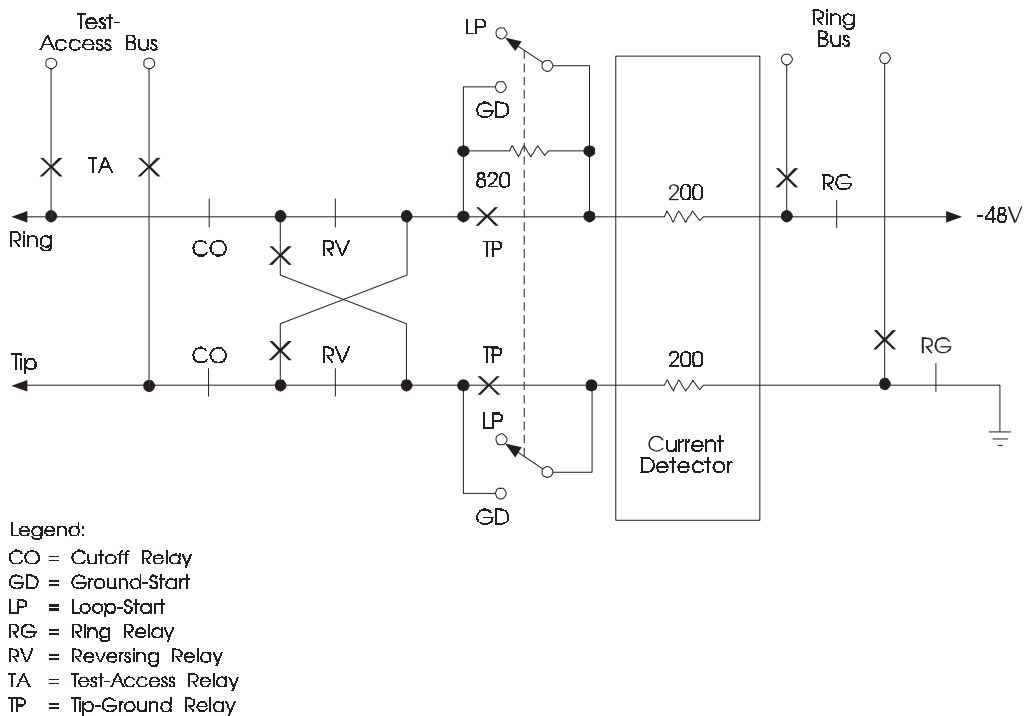 Test-
Access Bus
LP
Ring
Bus
GD
TA
820
200
RG
-48V
Ring
CO
RV
TP
Tip
CO
RV
TP
200
RG
LP
Current
Detector
GD
Legend:
CO = Cutoff Relay
GD = Ground-Start
LP = Loop-Start
RG = Ring Relay
RV = Reversing Relay
TA = Test-Access Relay
TP = Tip-Ground Relay